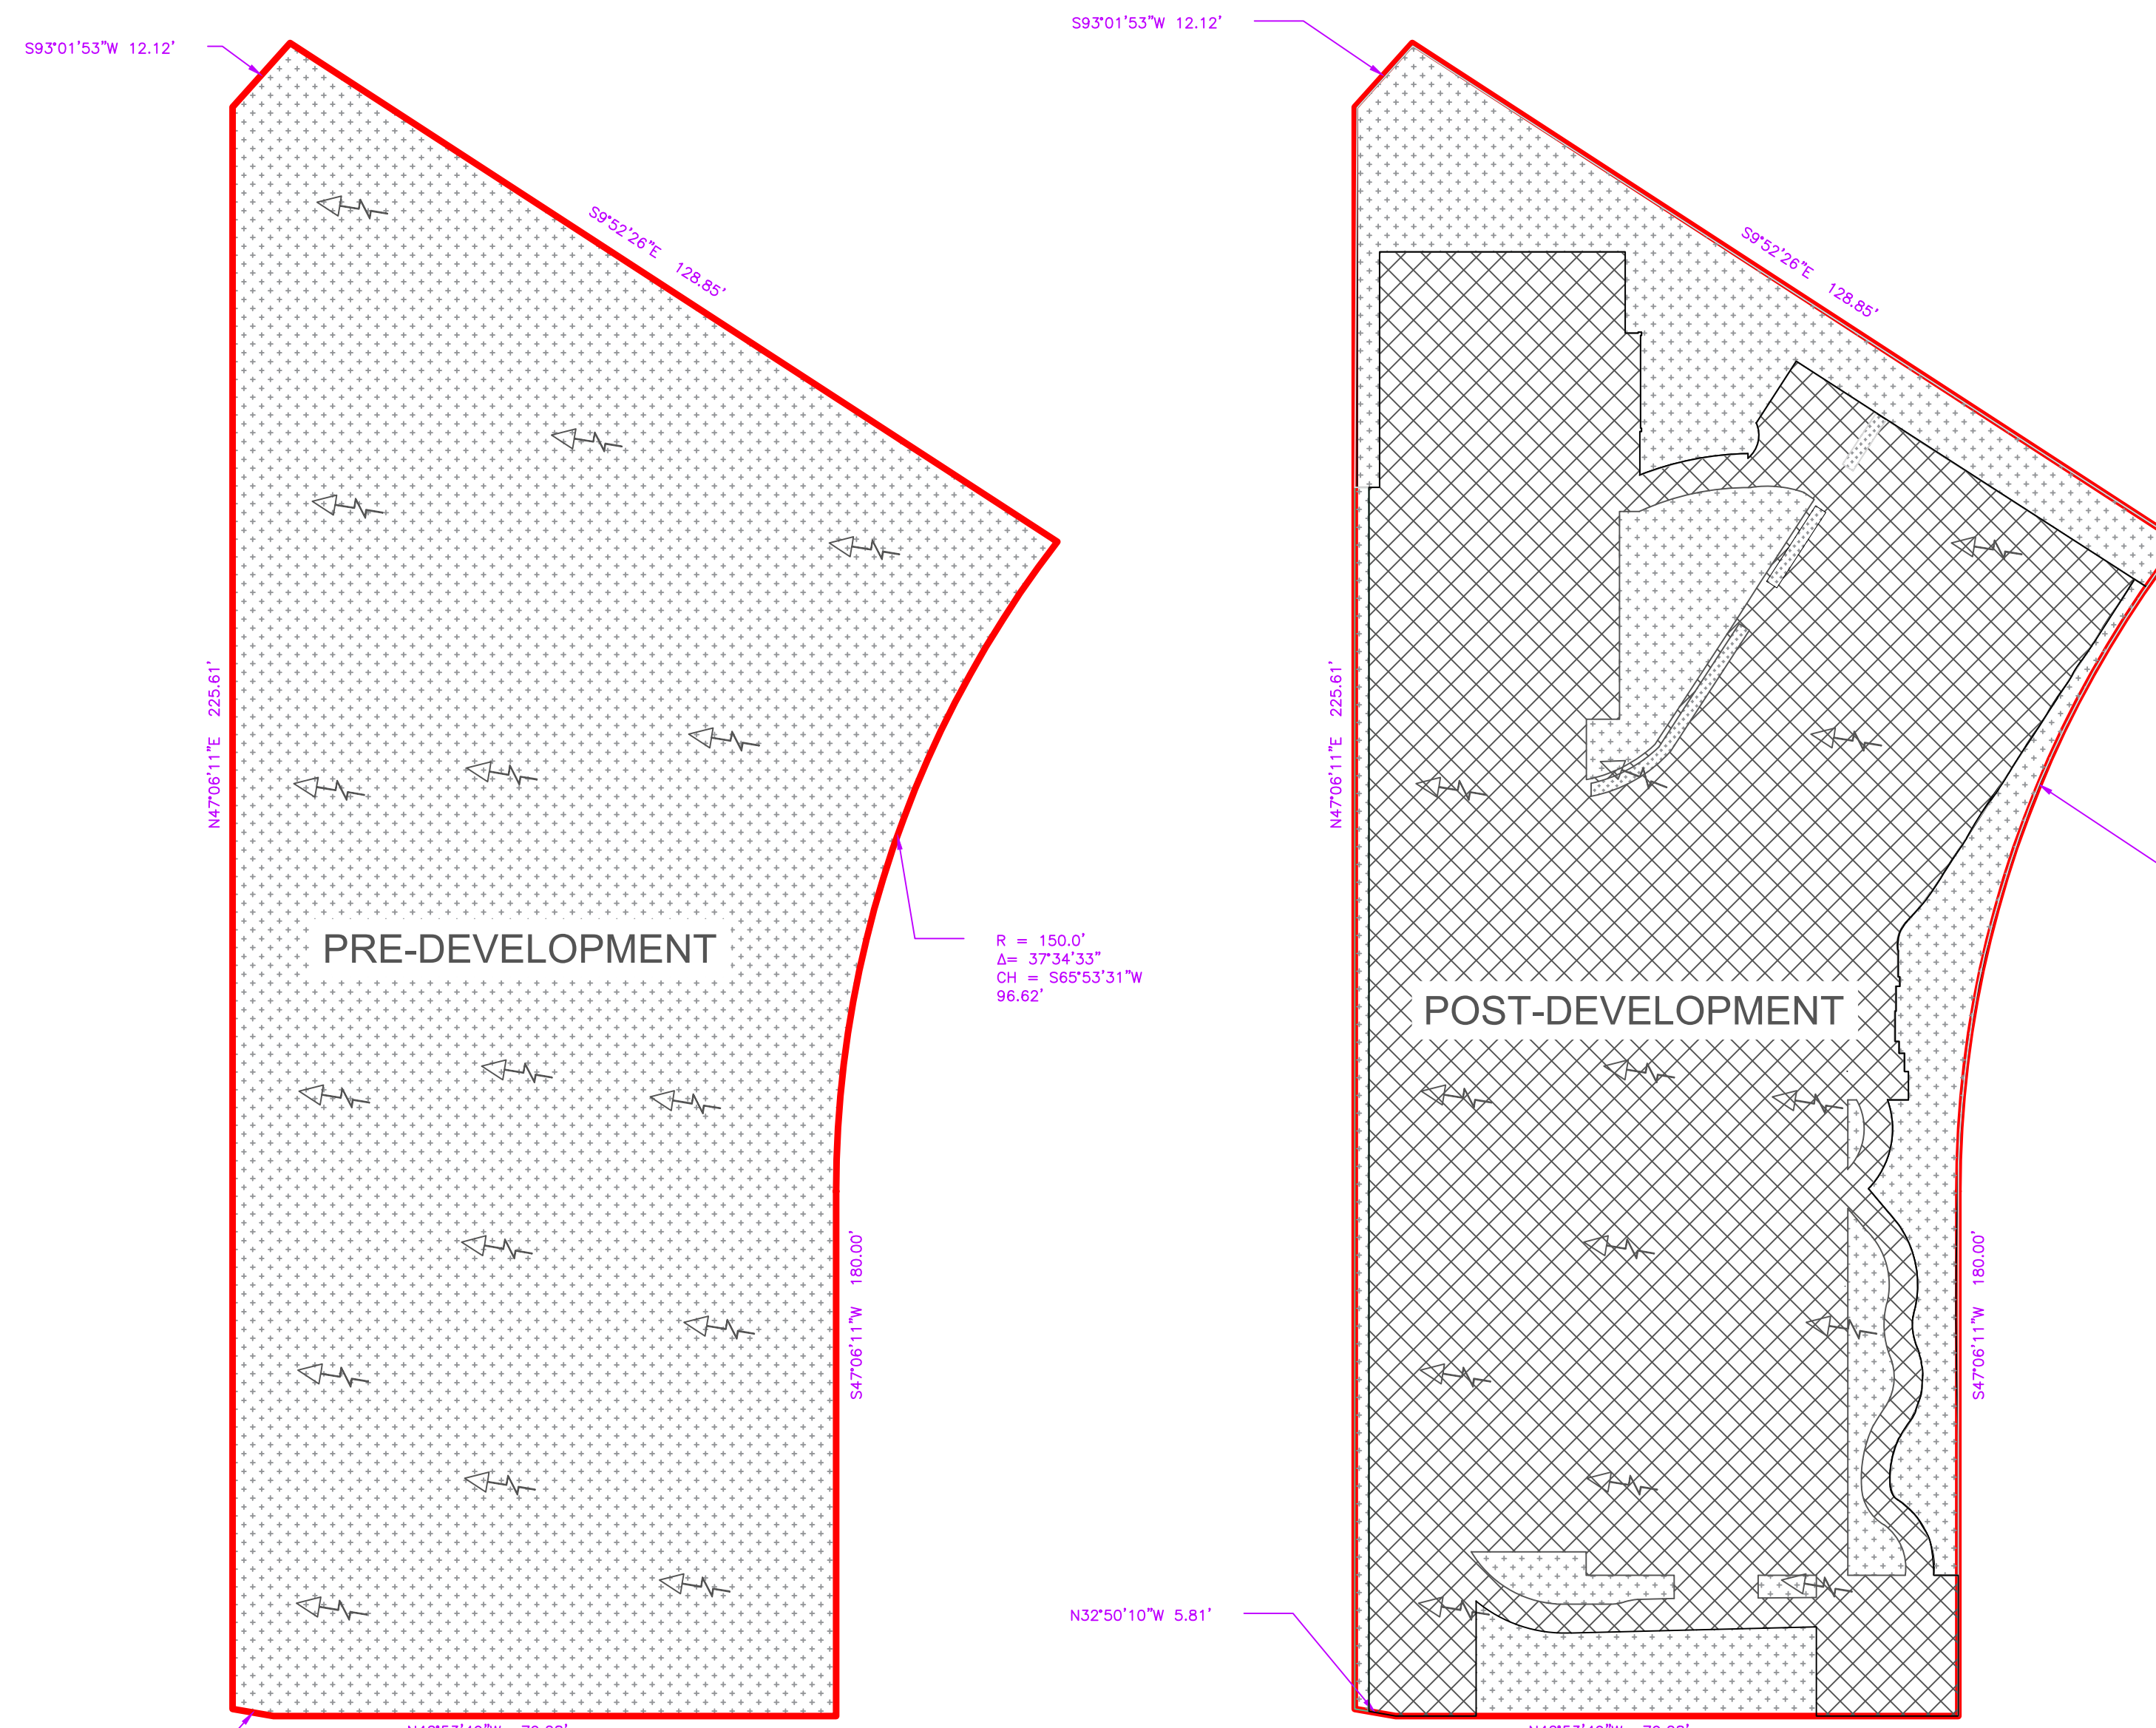 S93°01'53"W 12.12'
S9°52'26"E 128.85'
N47°06'11"E 225.61'
PRE-DEVELOPMENT
R = 150.0'
Δ= 37°34'33"
CH = S65°53'31"W
96.62'
S47°06'11"W 180.00'
S93°01'53"W 12.12'
S9°52'26"E 128.85'
N47°06'11"E 225.61'
POST-DEVELOPMENT
S47°06'11"W 180.00'
N32°50'10"W 5.81'